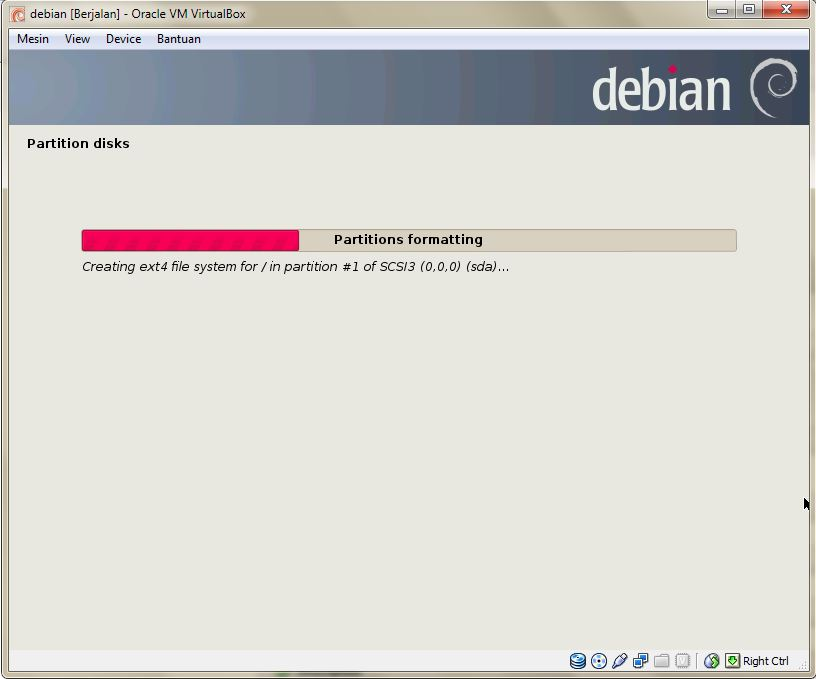 debian [Berjalan] - Oracle VM VirtualBox
Mesin View Device Bantuan
debian
Partition disks
Partitions formatting
Creating ext4 file system for / in partition #1 of SCSI3 (0,0,0) (sda)...
Right Ctrl